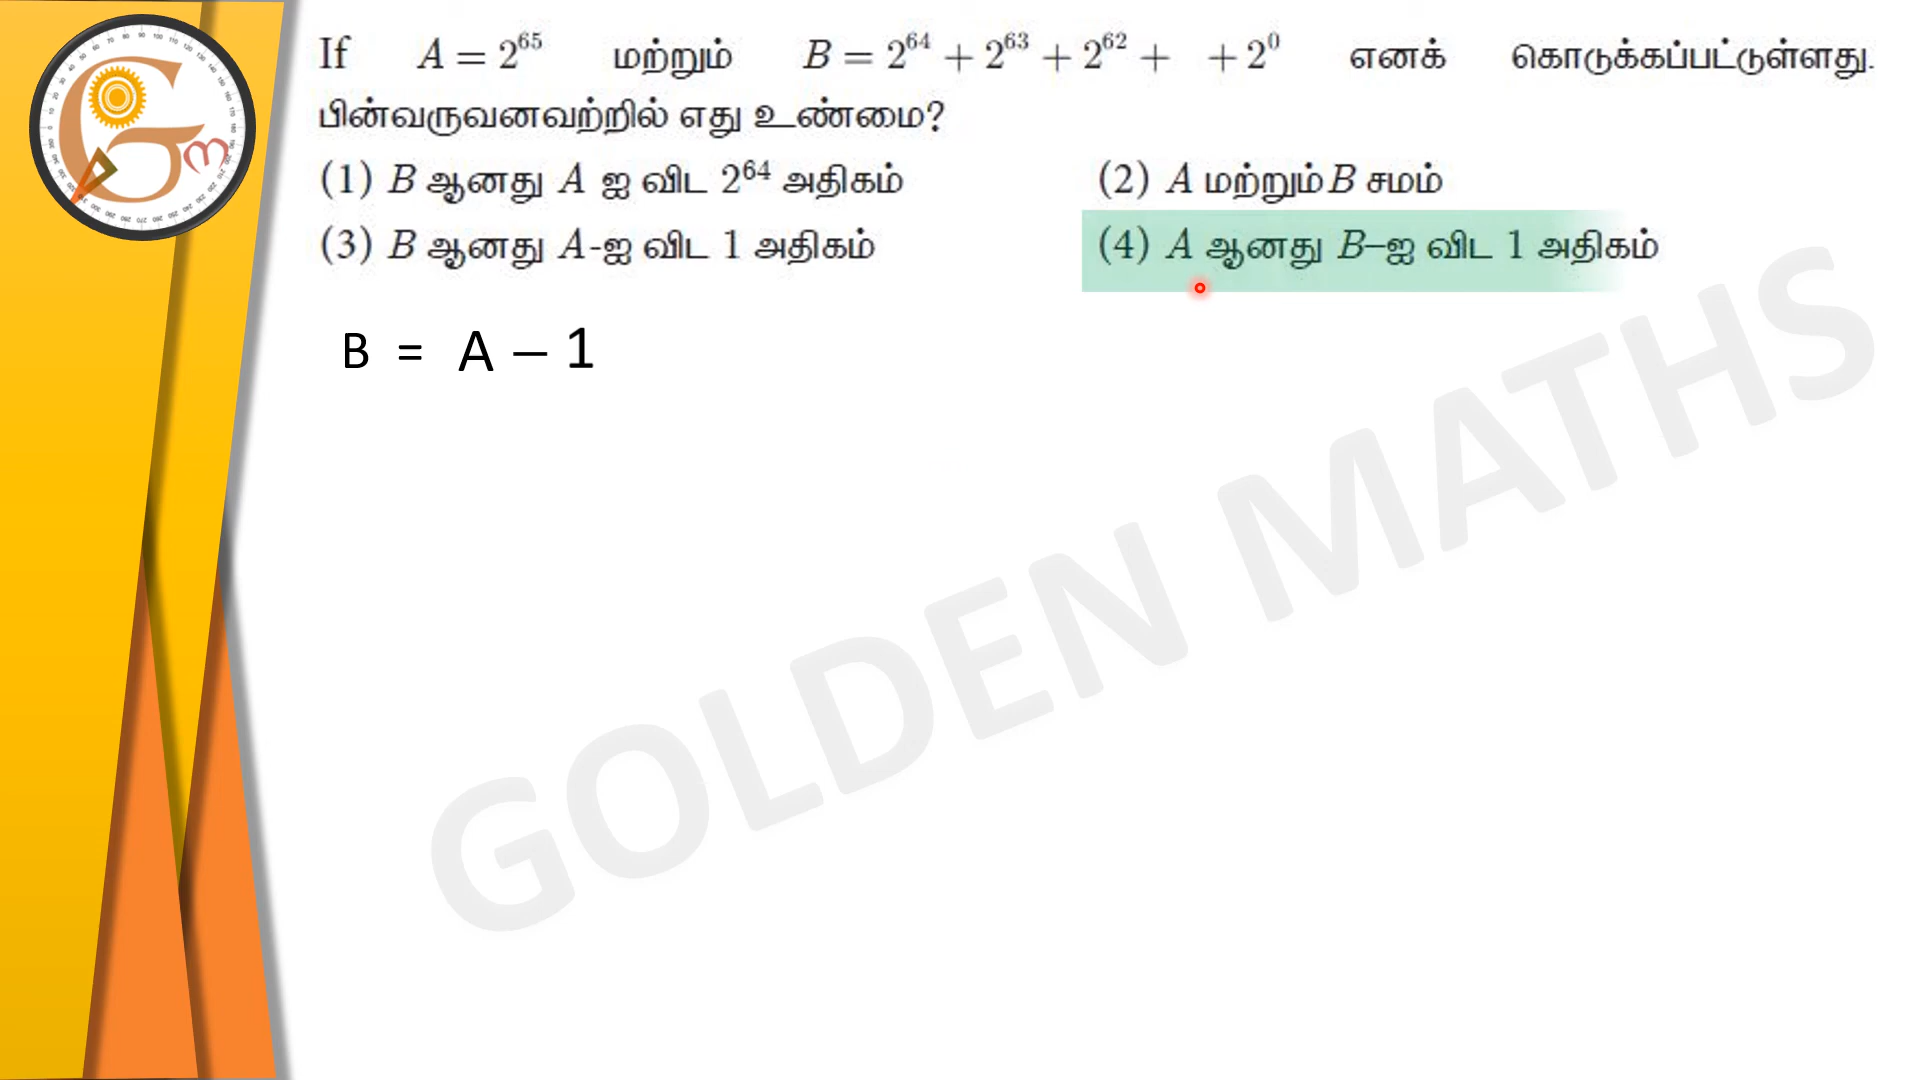 If A = 2^65 மற்றும் B = 2^64 + 2^63 + 2^62 + + 2^0 எனக் கொடுக்கப்பட்டுள்ளது.
பின்வருவனவற்றில் எது உண்மை?
(1) B ஆனது A ஐ விட 2^64 அதிகம் (2) A மற்றும் B சமம்
(3) B ஆனது A-ஐ விட 1 அதிகம் (4) A ஆனது B–ஐ விட 1 அதிகம்
B = A – 1
GOLDEN MATHS